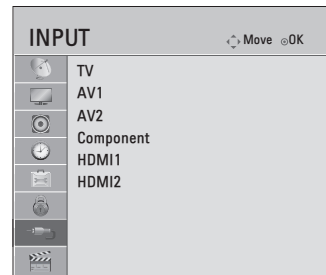 INPUT Move OK
TV
AV1
AV2
Component
HDMI1
HDMI2